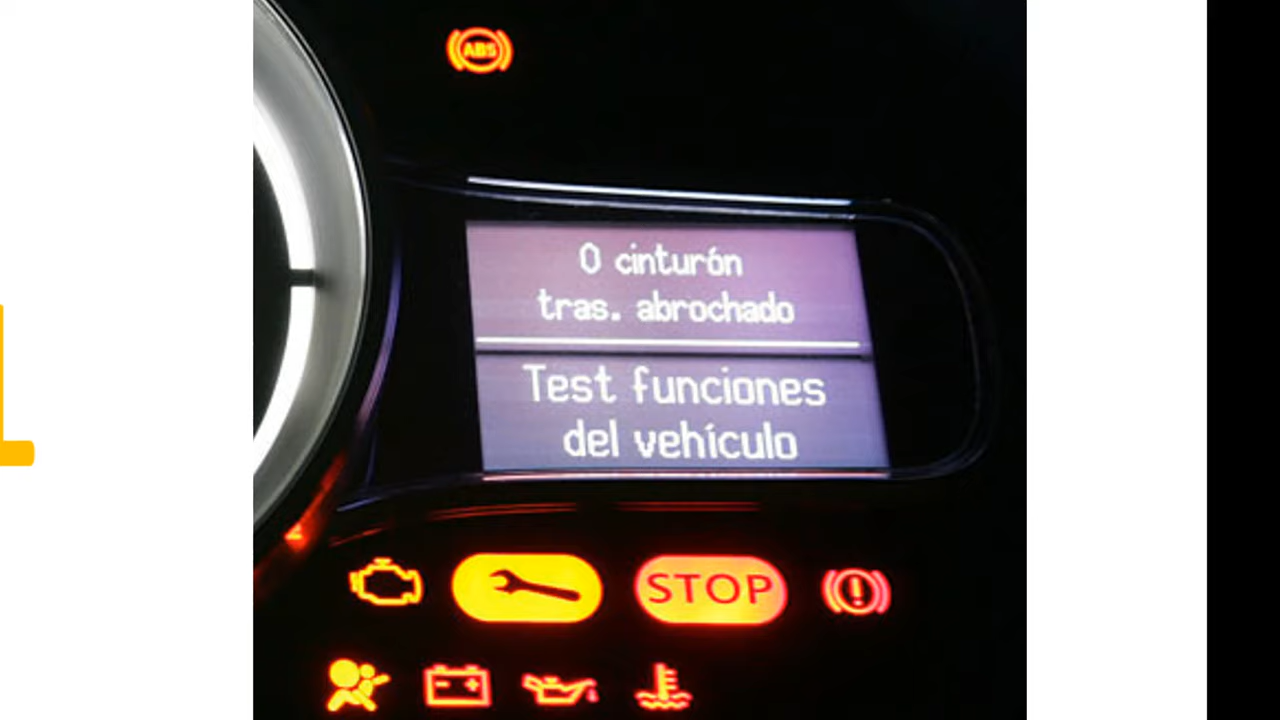 ABS
0 cinturón
tras. abrochado
Test funciones
del vehículo
STOP